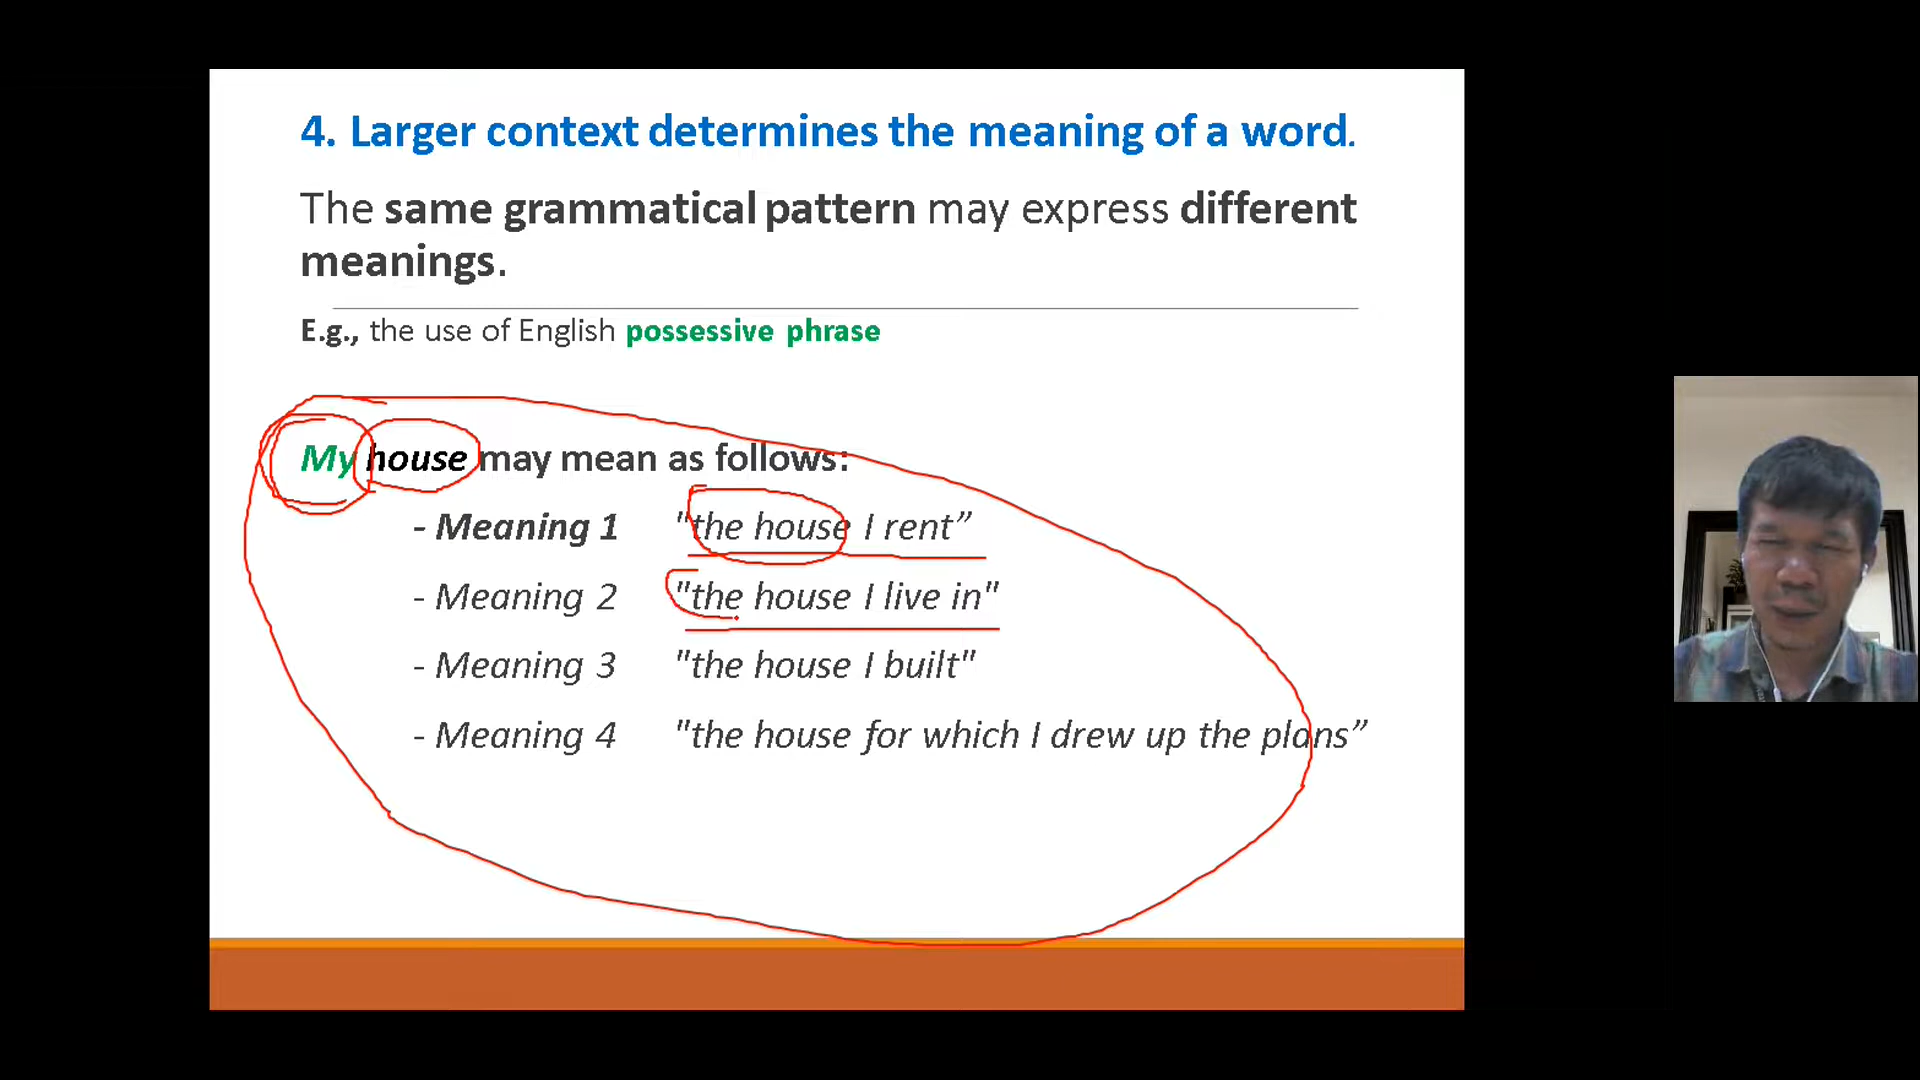 4. Larger context determines the meaning of a word.
The same grammatical pattern may express different
meanings.
E.g., the use of English possessive phrase
My house may mean as follows:
- Meaning 1 "the house I rent”
- Meaning 2 "the house I live in"
- Meaning 3 "the house I built"
- Meaning 4 "the house for which I drew up the plans”